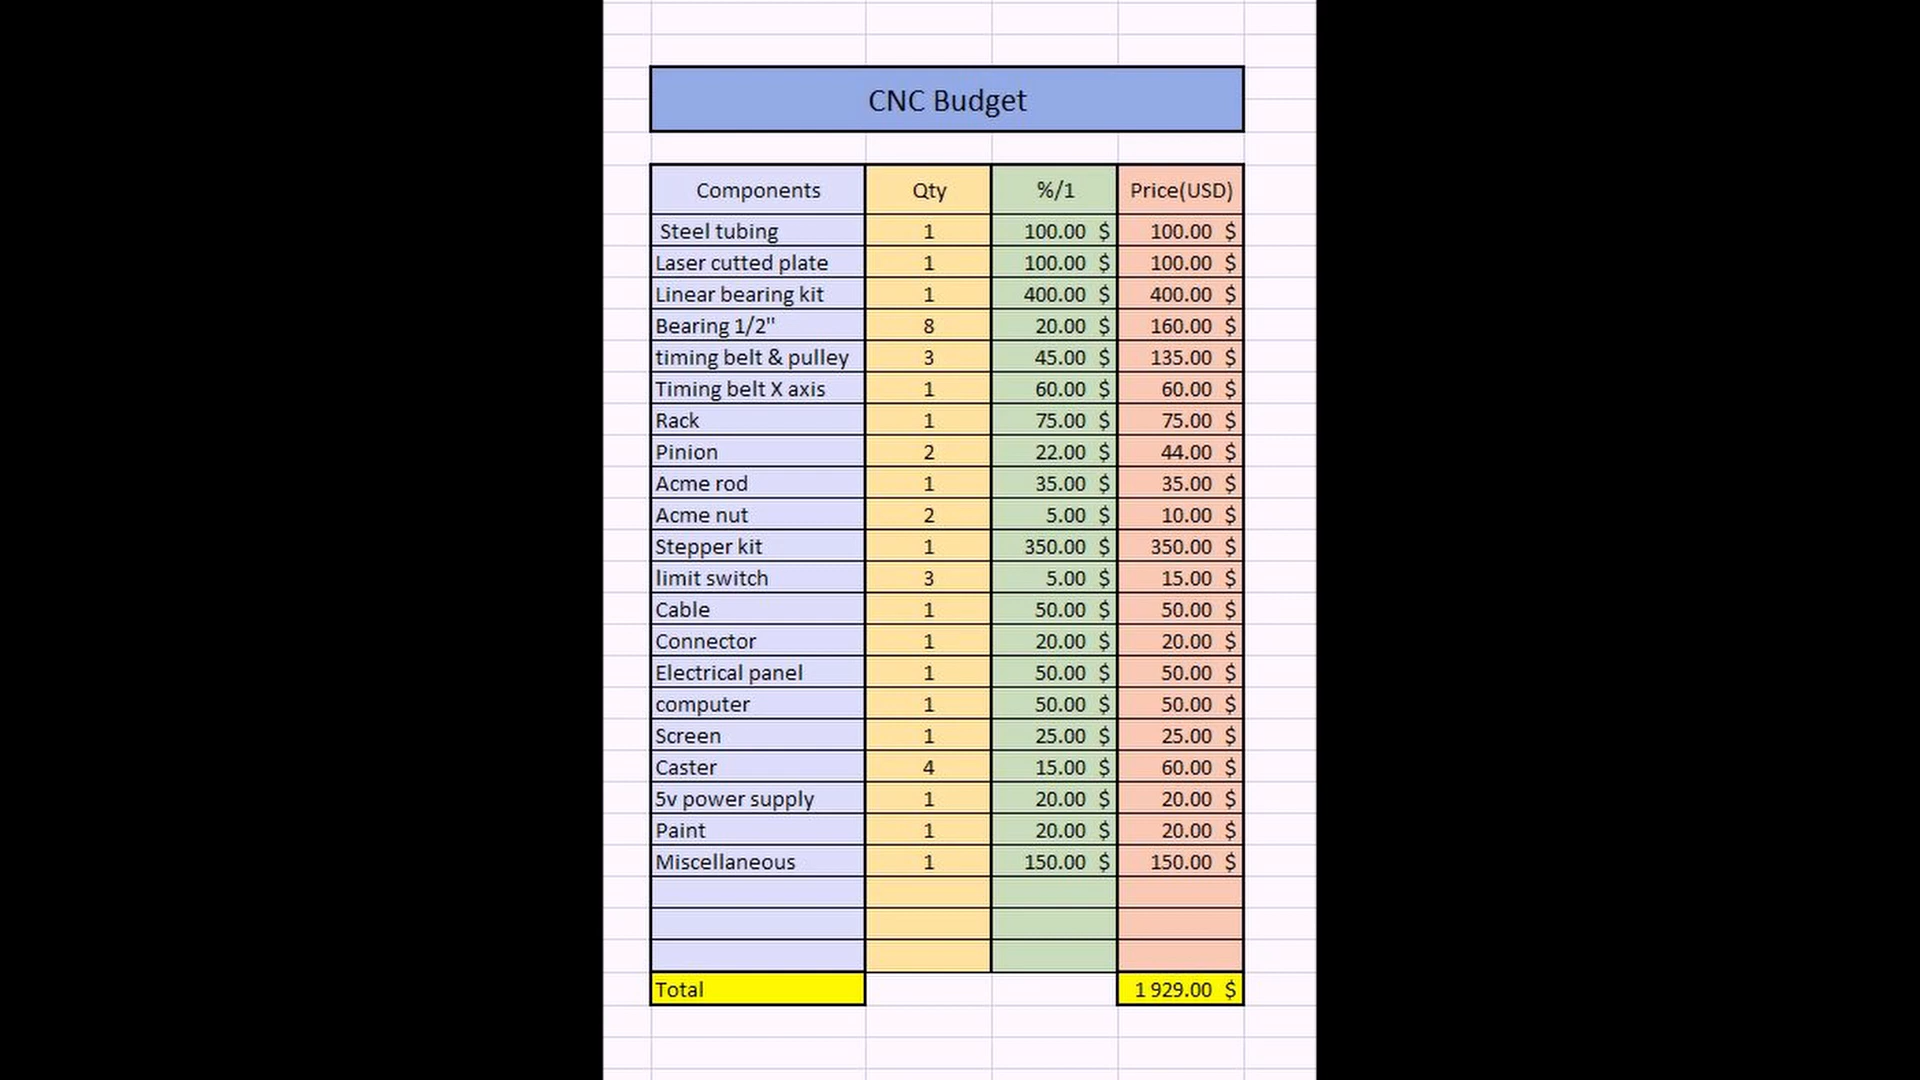 CNC Budget
Components Qty %/1 Price(USD)
Steel tubing 1 100.00 $ 100.00 $
Laser cutted plate 1 100.00 $ 100.00 $
Linear bearing kit 1 400.00 $ 400.00 $
Bearing 1/2" 8 20.00 $ 160.00 $
timing belt & pulley 3 45.00 $ 135.00 $
Timing belt X axis 1 60.00 $ 60.00 $
Rack 1 75.00 $ 75.00 $
Pinion 2 22.00 $ 44.00 $
Acme rod 1 35.00 $ 35.00 $
Acme nut 2 5.00 $ 10.00 $
Stepper kit 1 350.00 $ 350.00 $
limit switch 3 5.00 $ 15.00 $
Cable 1 50.00 $ 50.00 $
Connector 1 20.00 $ 20.00 $
Electrical panel 1 50.00 $ 50.00 $
computer 1 50.00 $ 50.00 $
Screen 1 25.00 $ 25.00 $
Caster 4 15.00 $ 60.00 $
5v power supply 1 20.00 $ 20.00 $
Paint 1 20.00 $ 20.00 $
Miscellaneous 1 150.00 $ 150.00 $
Total 1 929.00 $